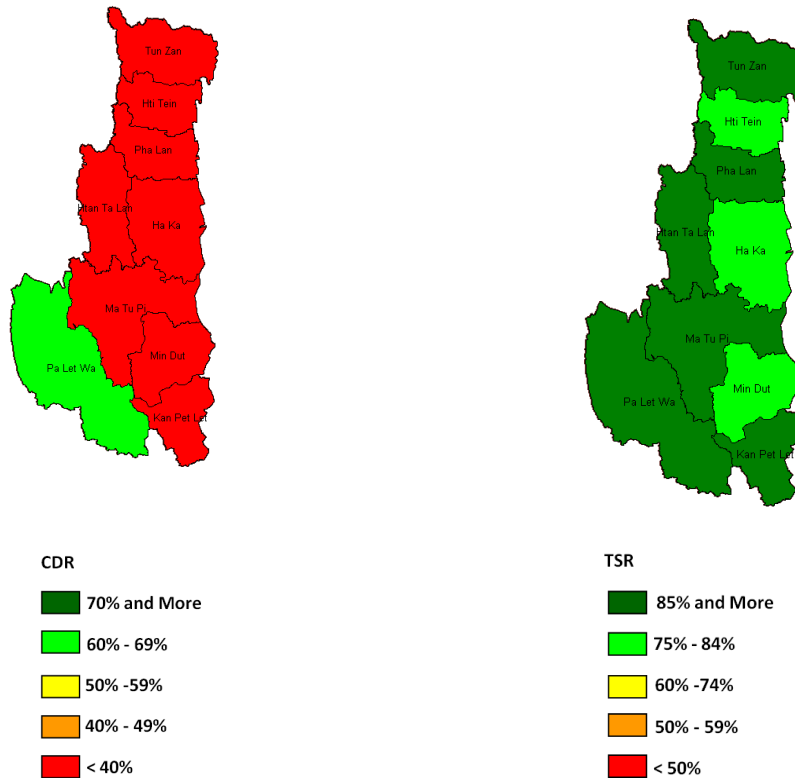 Tun Zan
Hti Tein
Pha Lan
Htan Ta Lan
Ha Ka
Ma Tu Pi
Min Dut
Pa Let Wa
Kan Pet Let
CDR
70% and More
60% - 69%
50% -59%
40% - 49%
< 40%
Tun Zan
Hti Tein
Pha Lan
Htan Ta Lan
Ha Ka
Ma Tu Pi
Min Dut
Pa Let Wa
Kan Pet Let
TSR
85% and More
75% - 84%
60% -74%
50% - 59%
< 50%